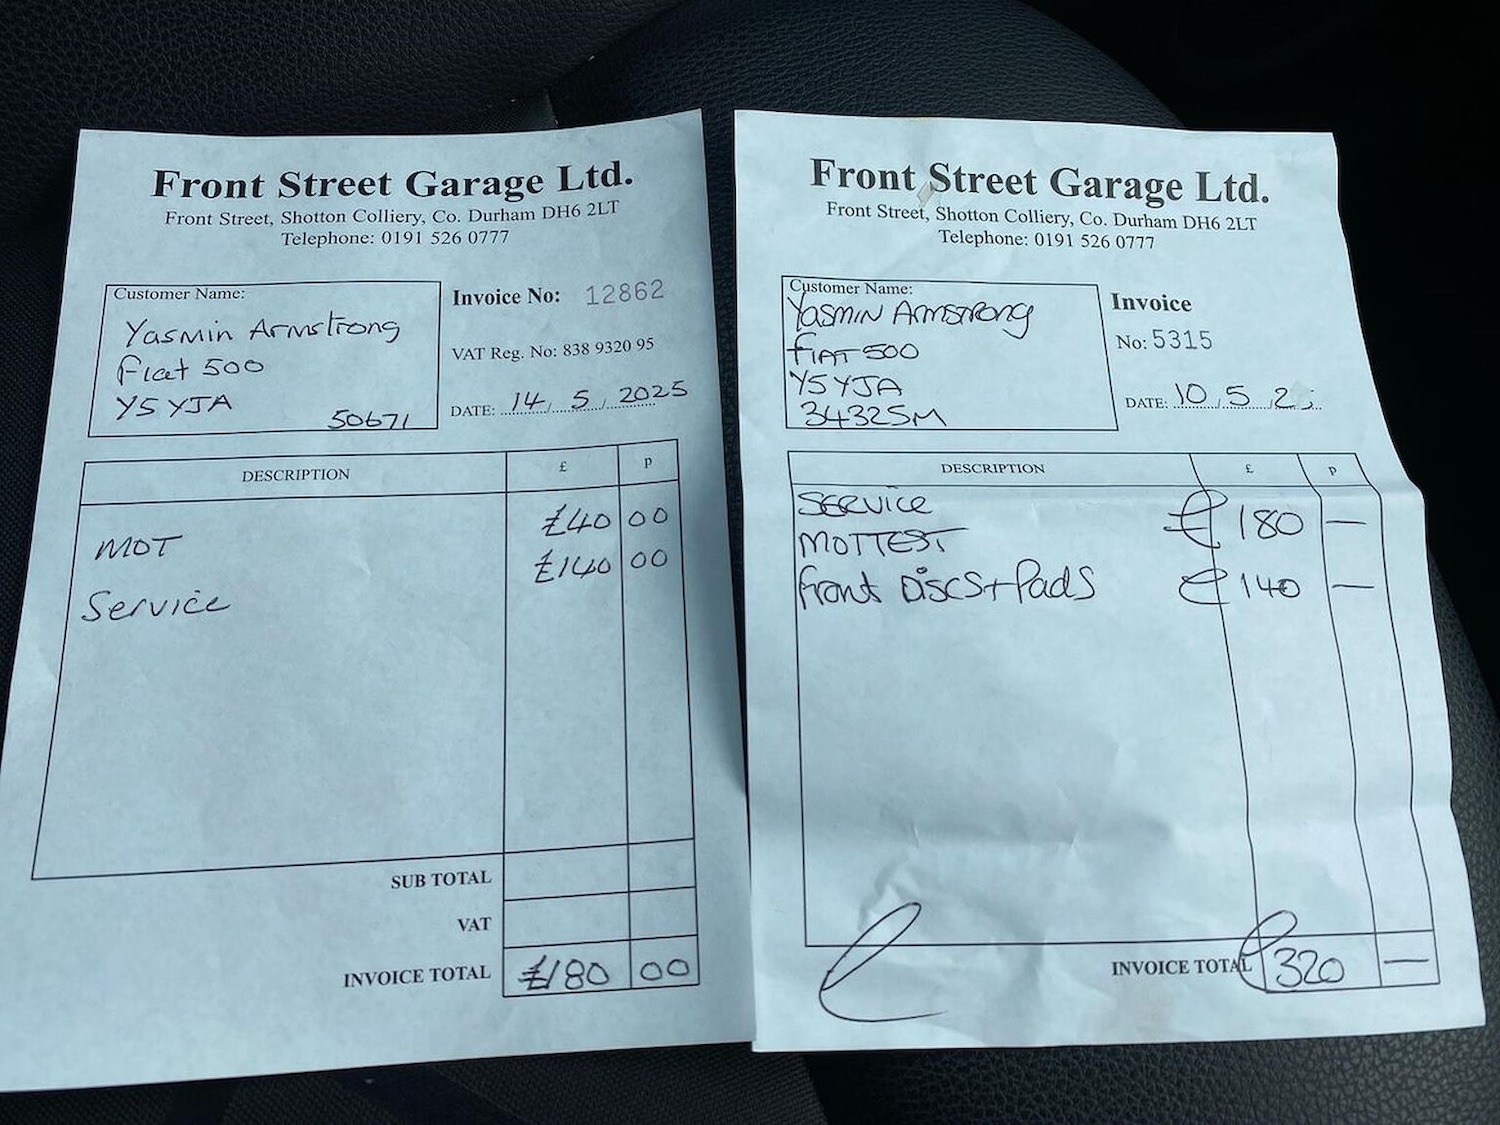 Front Street Garage Ltd.
Front Street, Shotton Colliery, Co. Durham DH6 2LT
Telephone: 0191 526 0777
Customer Name:
Yasmin Armstrong
Fiat 500
Y5 YJA
50671
Invoice No: 12862
VAT Reg. No: 838 9320 95
DATE: 14 / 5 / 2025
DESCRIPTION £ p
MOT £40 00
Service £140 00
SUB TOTAL
VAT
INVOICE TOTAL £180 00
Front Street Garage Ltd.
Front Street, Shotton Colliery, Co. Durham DH6 2LT
Telephone: 0191 526 0777
Customer Name:
Yasmin Armstrong
FIAT 500
Y5 YJA
34325M
Invoice
No: 5315
DATE: 10 / 5 / 2
DESCRIPTION £ p
SERVICE £ 180 —
MOT TEST
Front Discs + Pads £ 140 —
INVOICE TOTAL £ 320 —